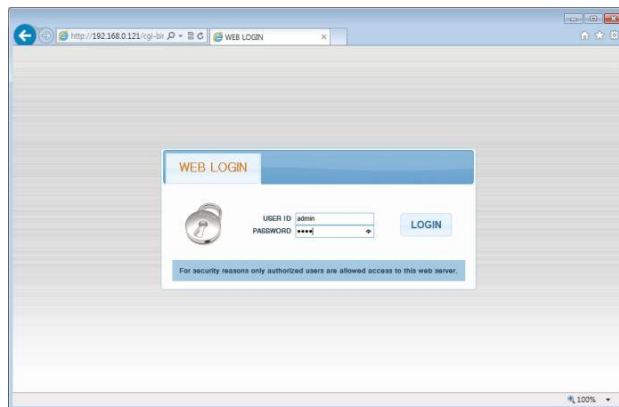 http://192.168.0.121/cgi-bin
WEB LOGIN
WEB LOGIN
USER ID admin
PASSWORD ••••
LOGIN
For security reasons only authorized users are allowed access to this web server.
100%